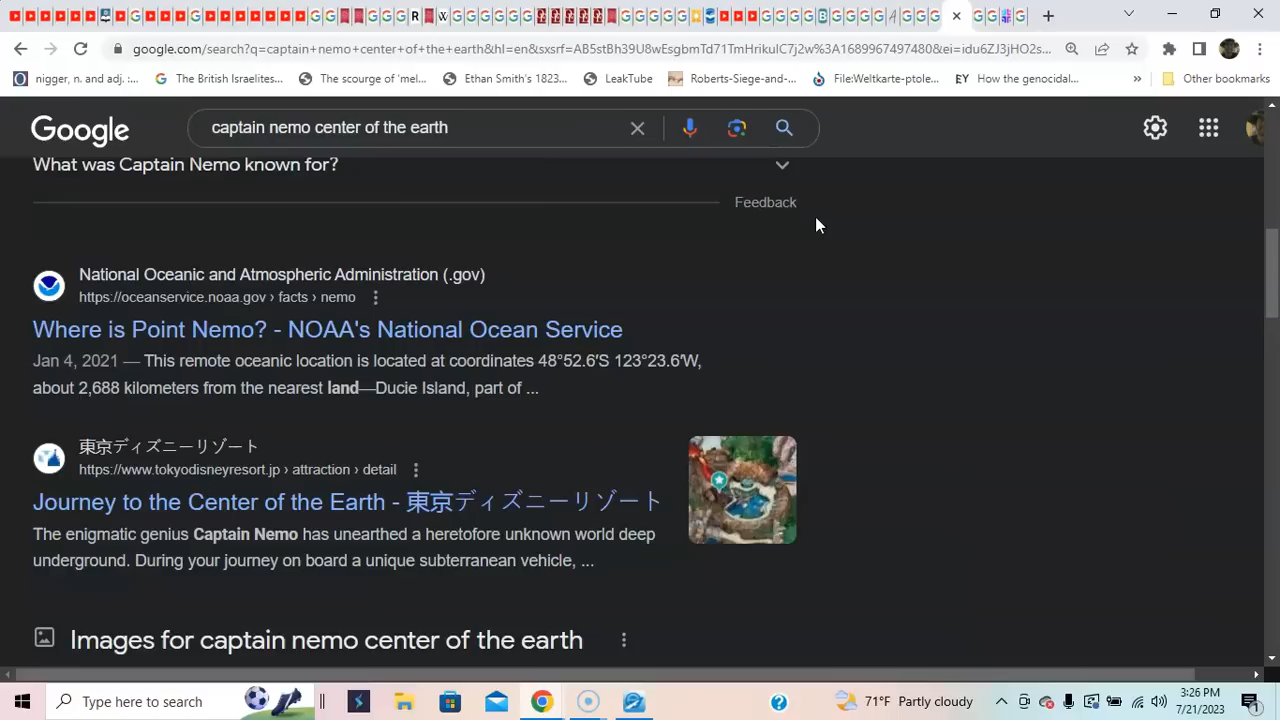 google.com/search?q=captain+nemo+center+of+the+earth&hl=en&sxsrf=AB5stBh39U8wEsgbmTd71TmhrikulC7j2w%3A1689967497480&ei=idu6ZJ3jHO2s...
nigger, n. and adj. :... The British Israelites... The scourge of 'mel... Ethan Smith's 1823... LeakTube Roberts-Siege-and-... File:Weltkarte-ptole... EY How the genocidal... » Other bookmarks
Google captain nemo center of the earth
What was Captain Nemo known for?
Feedback
National Oceanic and Atmospheric Administration (.gov)
https://oceanservice.noaa.gov › facts › nemo
Where is Point Nemo? - NOAA's National Ocean Service
Jan 4, 2021 — This remote oceanic location is located at coordinates 48°52.6′S 123°23.6′W,
about 2,688 kilometers from the nearest land—Ducie Island, part of ...
東京ディズニーリゾート
https://www.tokyodisneyresort.jp › attraction › detail
Journey to the Center of the Earth - 東京ディズニーリゾート
The enigmatic genius Captain Nemo has unearthed a heretofore unknown world deep
underground. During your journey on board a unique subterranean vehicle, ...
Images for captain nemo center of the earth
Type here to search 71°F Partly cloudy 3:26 PM
7/21/2023